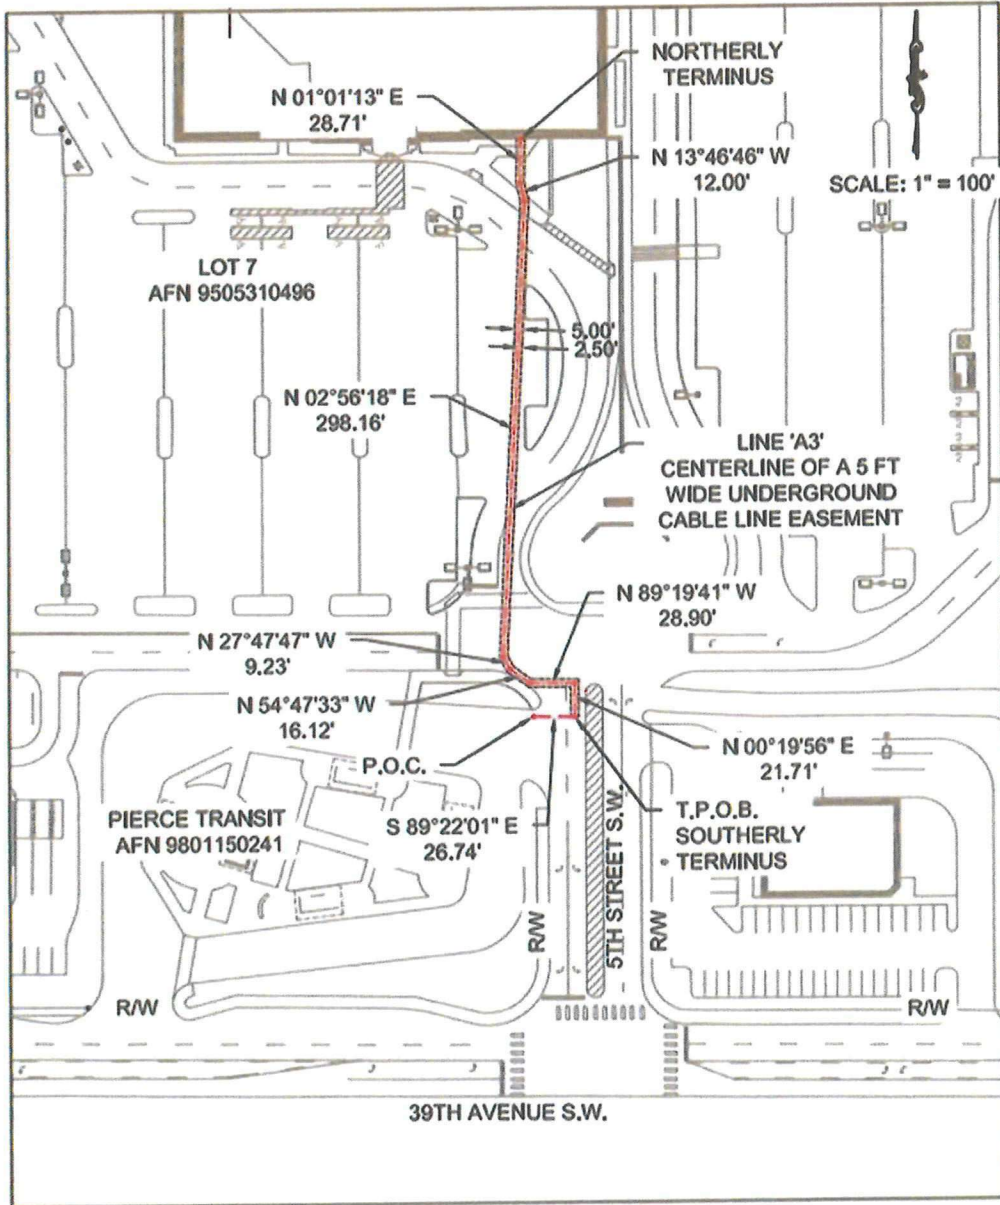 NORTHERLY
TERMINUS
N 01°01'13" E
28.71'
N 13°46'46" W
12.00'
SCALE: 1" = 100'
LOT 7
AFN 9505310496
5.00'
2.50'
N 02°56'18" E
298.16'
LINE 'A3'
CENTERLINE OF A 5 FT
WIDE UNDERGROUND
CABLE LINE EASEMENT
N 89°19'41" W
28.90'
N 27°47'47" W
9.23'
N 54°47'33" W
16.12'
N 00°19'56" E
21.71'
P.O.C.
S 89°22'01" E
26.74'
T.P.O.B.
SOUTHERLY
TERMINUS
PIERCE TRANSIT
AFN 9801150241
5TH STREET S.W.
R/W
R/W
R/W
R/W
39TH AVENUE S.W.